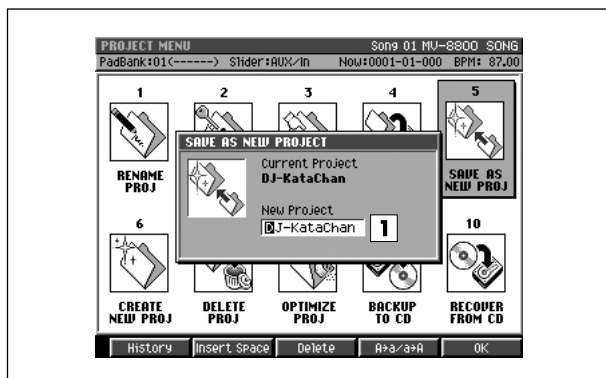 PROJECT MENU Song 01 MV-8800 SONG
PadBank:01(------) Slider:AUX/In Now:0001-01-000 BPM: 87.00
1 2 3 4 5
SAVE AS NEW PROJECT
Current Project
DJ-KataChan
New Project
DJ-KataChan 1
RENAME PROJ
SAVE AS NEW PROJ
6 10
CREATE NEW PROJ
DELETE PROJ
OPTIMIZE PROJ
BACKUP TO CD
RECOVER FROM CD
History Insert Space Delete A→a/a→A OK